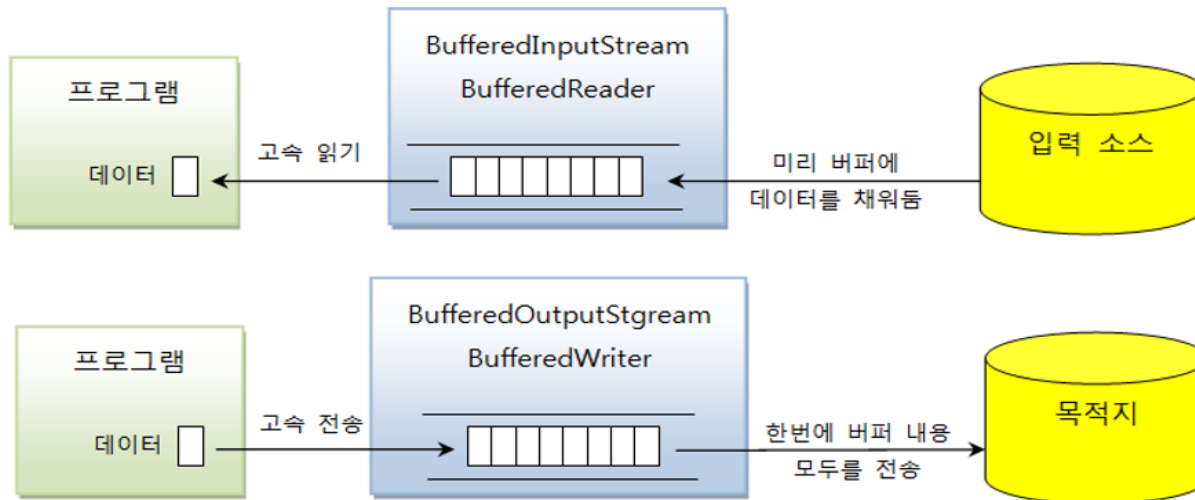 BufferedInputStream
BufferedReader
프로그램
데이터
고속 읽기
미리 버퍼에
데이터를 채워둠
입력 소스
BufferedOutputStgream
BufferedWriter
프로그램
데이터
고속 전송
한번에 버퍼 내용
모두를 전송
목적지